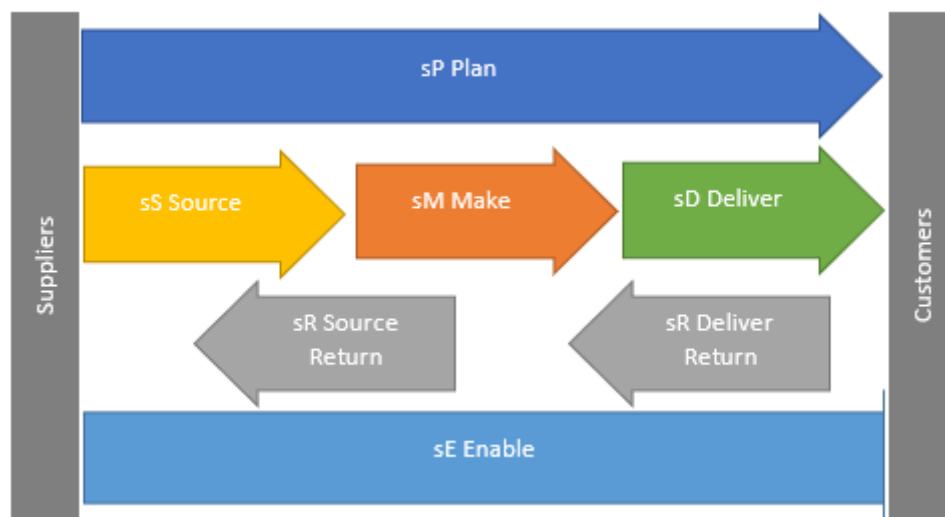 Suppliers
sP Plan
sS Source
sM Make
sD Deliver
sR Source
Return
sR Deliver
Return
sE Enable
Customers